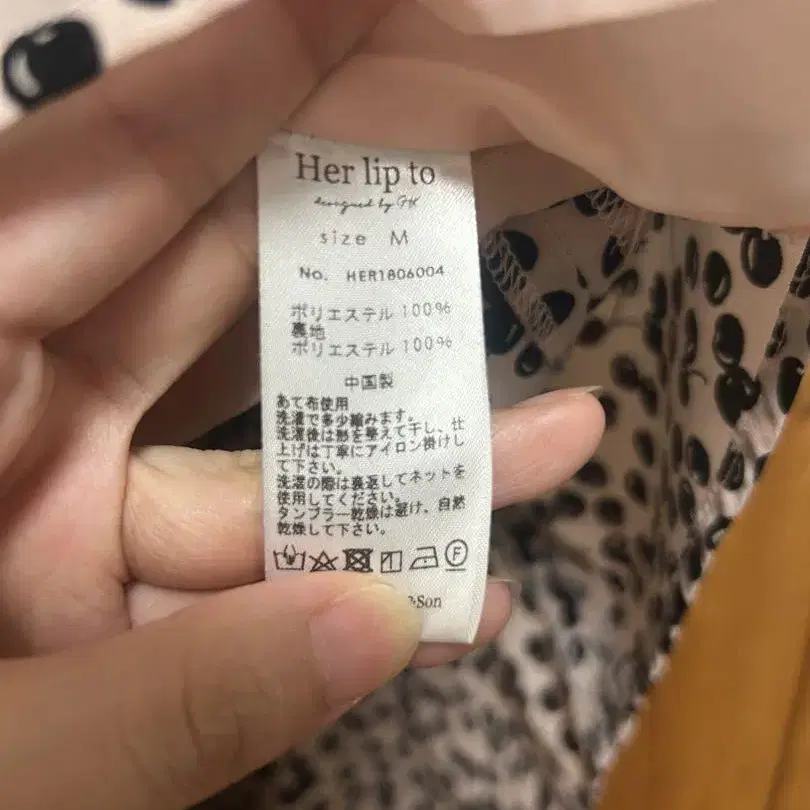 Her lip to
designed by GH
size M
No. HER1806004
ポリエステル 100%
裏地
ポリエステル 100%
中国製
あて布使用
洗濯で多少縮みます。
洗濯後は形を整えて干し、仕
上げは丁寧にアイロン掛けし
て下さい。
洗濯の際は裏返してネットを
使用してください。
タンブラー乾燥は避け、自然
乾燥して下さい。
F
&Son